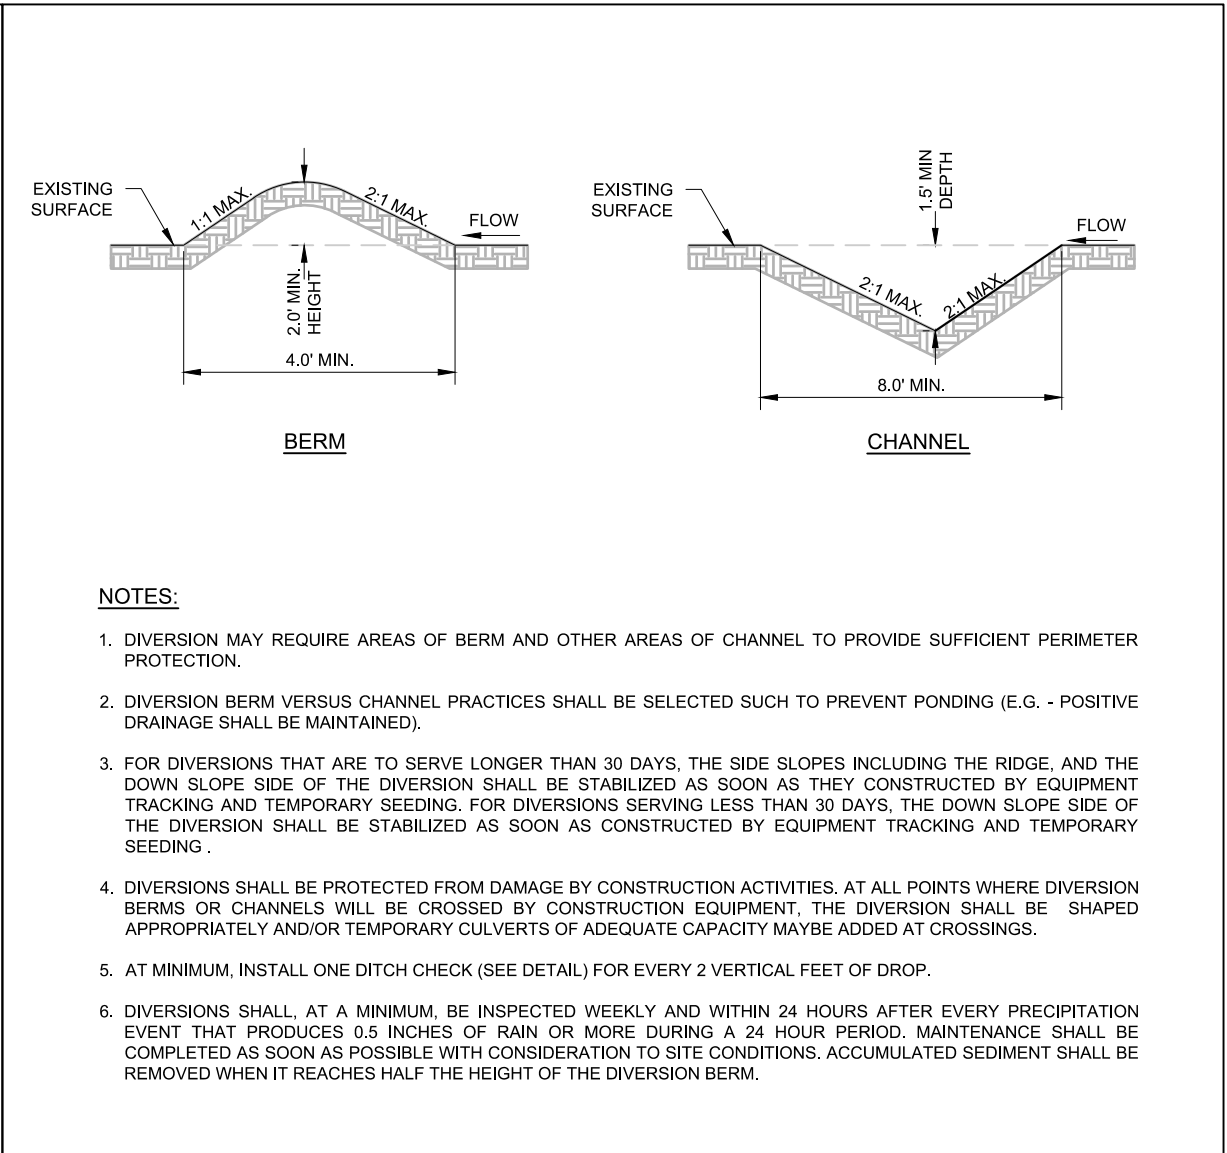 EXISTING
SURFACE
1:1 MAX.
2:1 MAX.
FLOW
2.0' MIN.
HEIGHT
4.0' MIN.
BERM
EXISTING
SURFACE
1.5' MIN
DEPTH
FLOW
2:1 MAX.
2:1 MAX.
8.0' MIN.
CHANNEL
NOTES:
1. DIVERSION MAY REQUIRE AREAS OF BERM AND OTHER AREAS OF CHANNEL TO PROVIDE SUFFICIENT PERIMETER
PROTECTION.
2. DIVERSION BERM VERSUS CHANNEL PRACTICES SHALL BE SELECTED SUCH TO PREVENT PONDING (E.G. - POSITIVE
DRAINAGE SHALL BE MAINTAINED).
3. FOR DIVERSIONS THAT ARE TO SERVE LONGER THAN 30 DAYS, THE SIDE SLOPES INCLUDING THE RIDGE, AND THE
DOWN SLOPE SIDE OF THE DIVERSION SHALL BE STABILIZED AS SOON AS THEY CONSTRUCTED BY EQUIPMENT
TRACKING AND TEMPORARY SEEDING. FOR DIVERSIONS SERVING LESS THAN 30 DAYS, THE DOWN SLOPE SIDE OF
THE DIVERSION SHALL BE STABILIZED AS SOON AS CONSTRUCTED BY EQUIPMENT TRACKING AND TEMPORARY
SEEDING .
4. DIVERSIONS SHALL BE PROTECTED FROM DAMAGE BY CONSTRUCTION ACTIVITIES. AT ALL POINTS WHERE DIVERSION
BERMS OR CHANNELS WILL BE CROSSED BY CONSTRUCTION EQUIPMENT, THE DIVERSION SHALL BE SHAPED
APPROPRIATELY AND/OR TEMPORARY CULVERTS OF ADEQUATE CAPACITY MAYBE ADDED AT CROSSINGS.
5. AT MINIMUM, INSTALL ONE DITCH CHECK (SEE DETAIL) FOR EVERY 2 VERTICAL FEET OF DROP.
6. DIVERSIONS SHALL, AT A MINIMUM, BE INSPECTED WEEKLY AND WITHIN 24 HOURS AFTER EVERY PRECIPITATION
EVENT THAT PRODUCES 0.5 INCHES OF RAIN OR MORE DURING A 24 HOUR PERIOD. MAINTENANCE SHALL BE
COMPLETED AS SOON AS POSSIBLE WITH CONSIDERATION TO SITE CONDITIONS. ACCUMULATED SEDIMENT SHALL BE
REMOVED WHEN IT REACHES HALF THE HEIGHT OF THE DIVERSION BERM.